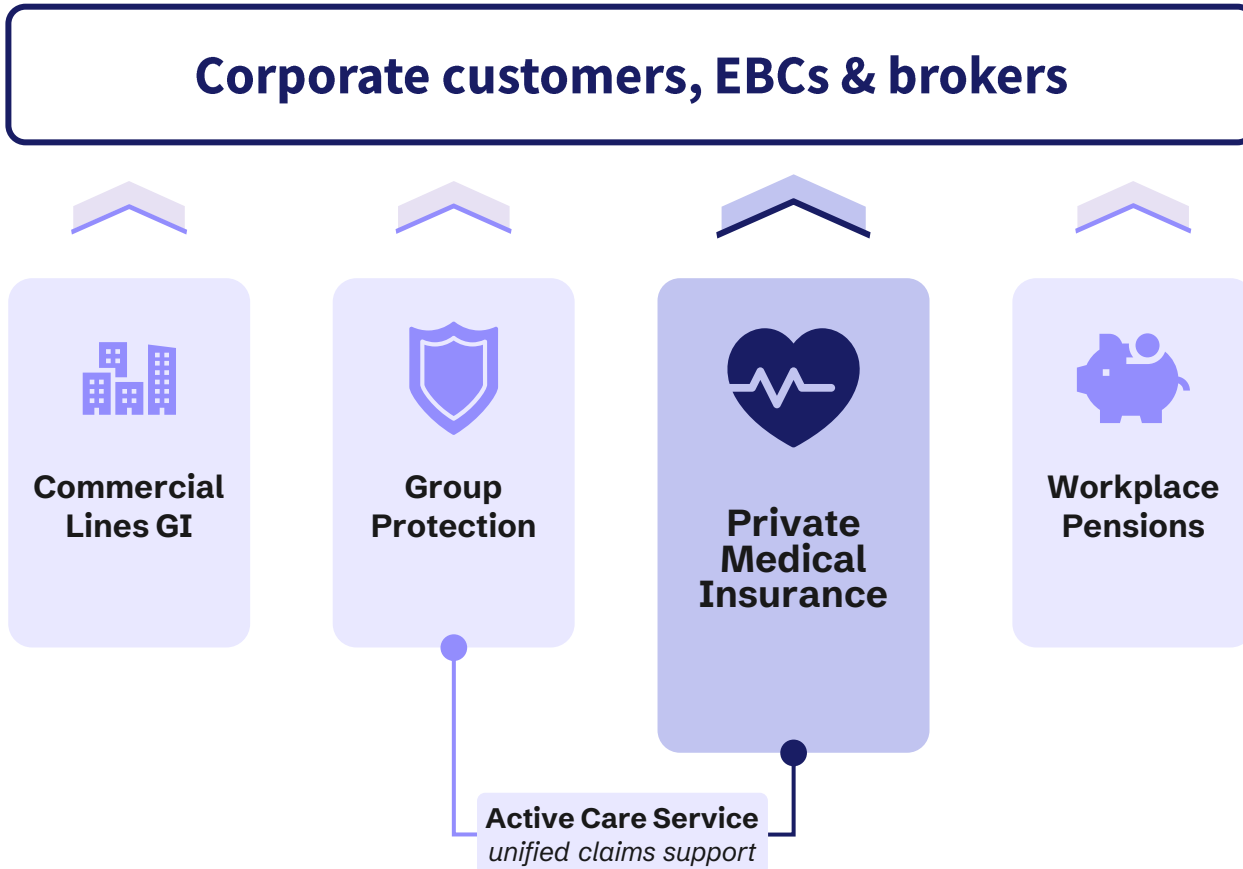 Corporate customers, EBCs & brokers
Commercial
Lines GI
Group
Protection
Private
Medical
Insurance
Workplace
Pensions
Active Care Service
unified claims support